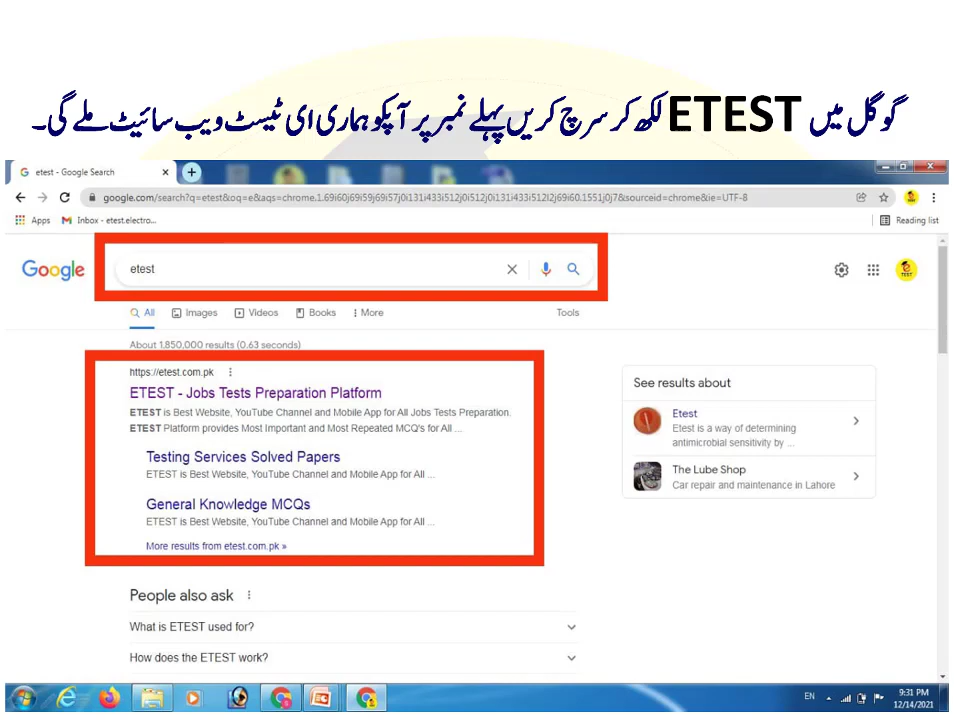 گوگل میں ETEST لکھ کر سرچ کریں پہلے نمبر پر آپکو ہماری ای ٹیسٹ ویب سائیٹ ملے گی۔
etest - Google Search
google.com/search?q=etest&oq=e&aqs=chrome.1.69i60j69i59j69i57j0i131i433i512j0i512j0i131i433i512l2j69i60.1551j0j7&sourceid=chrome&ie=UTF-8
Apps Inbox - etest.electro... Reading list
Google etest
TEST
All Images Videos Books More Tools
About 1,850,000 results (0.63 seconds)
https://etest.com.pk
ETEST - Jobs Tests Preparation Platform
ETEST is Best Website, YouTube Channel and Mobile App for All Jobs Tests Preparation.
ETEST Platform provides Most Important and Most Repeated MCQ's for All ...
Testing Services Solved Papers
ETEST is Best Website, YouTube Channel and Mobile App for All ...
General Knowledge MCQs
ETEST is Best Website, YouTube Channel and Mobile App for All ...
More results from etest.com.pk »
See results about
Etest
Etest is a way of determining
antimicrobial sensitivity by ...
The Lube Shop
Car repair and maintenance in Lahore
People also ask
What is ETEST used for?
How does the ETEST work?
EN 9:31 PM
12/14/2021